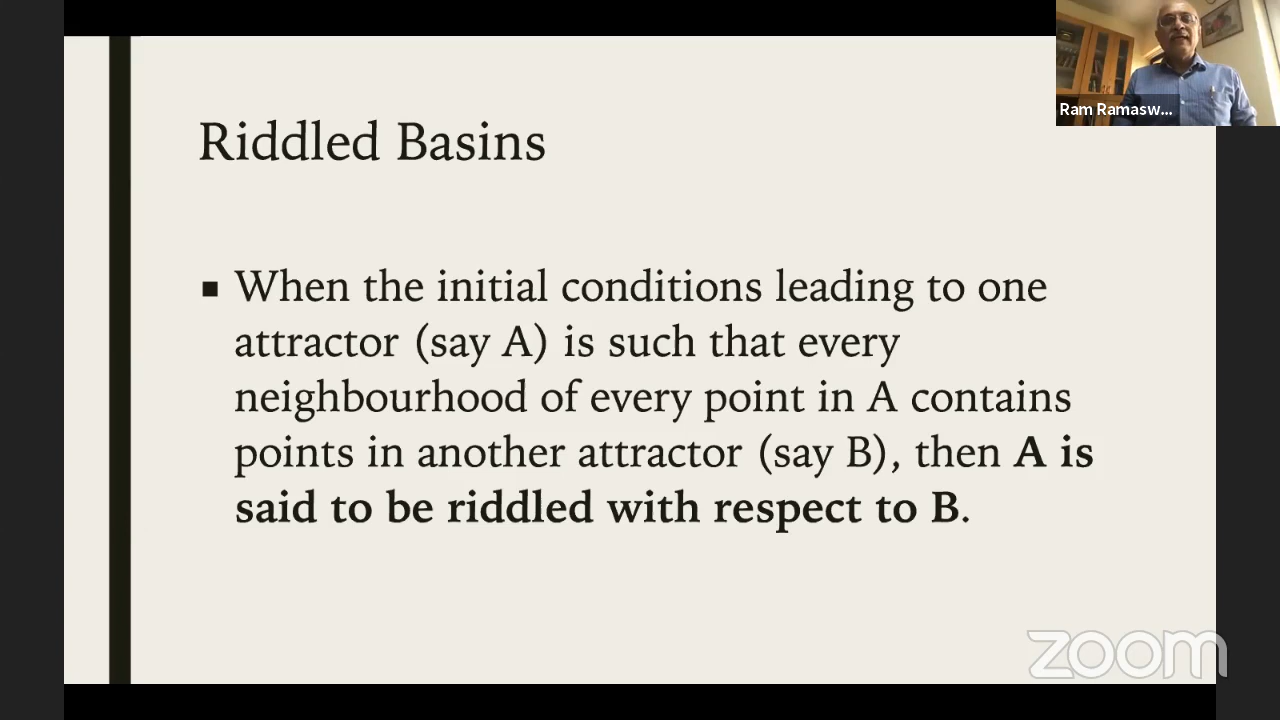 Ram Ramasw...
Riddled Basins
■ When the initial conditions leading to one
attractor (say A) is such that every
neighbourhood of every point in A contains
points in another attractor (say B), then A is
said to be riddled with respect to B.
zoom